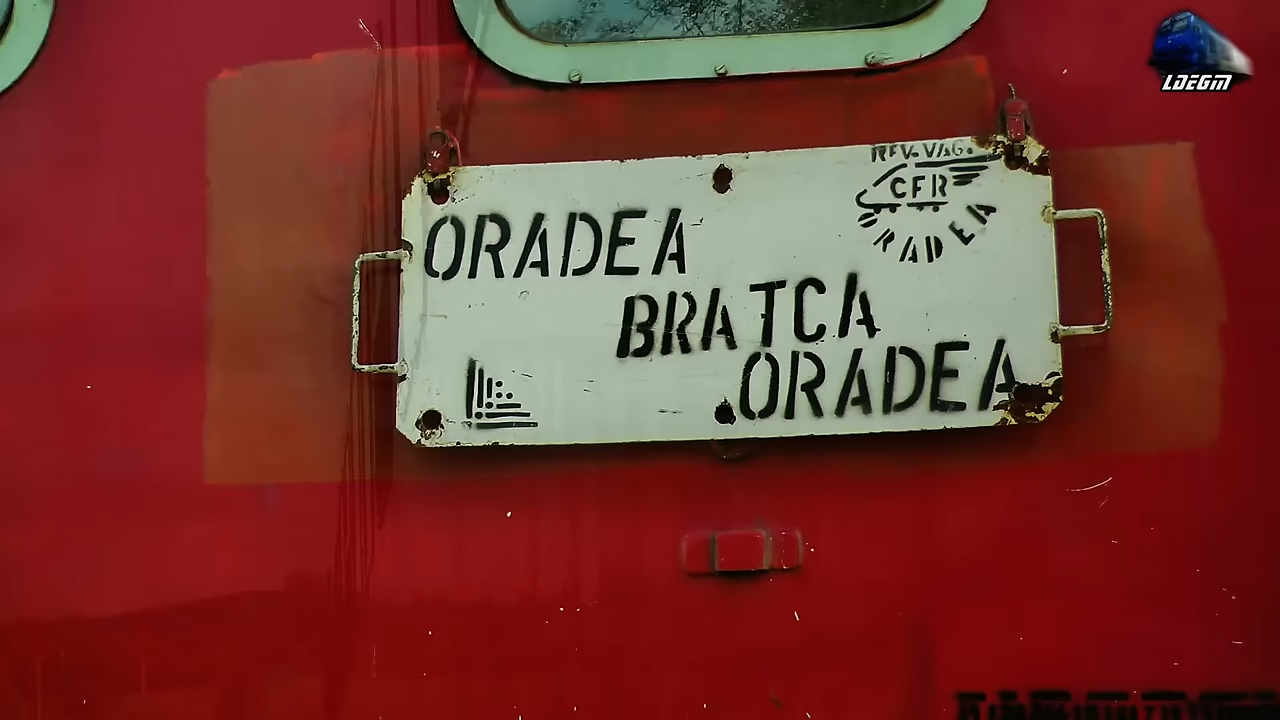 LDEGM
REV. VAG.
CFR
ORADEA
ORADEA
BRATCA
ORADEA